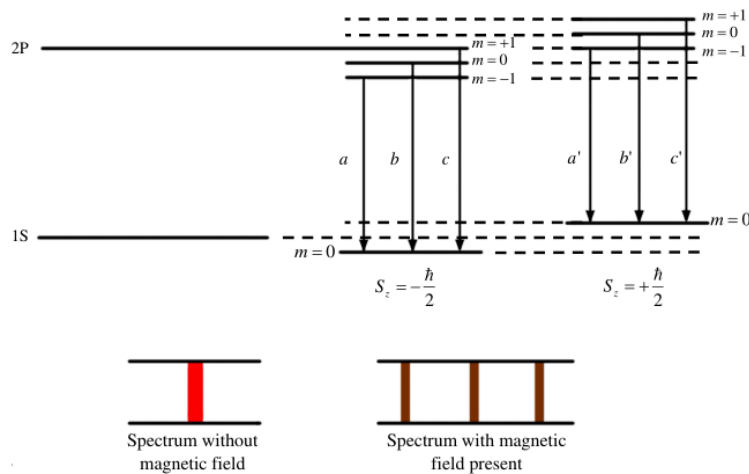 m = +1
m = 0
m = −1
2P
m = +1
m = 0
m = −1
a
b
c
a'
b'
c'
1S
m = 0
m = 0
S_z = −ℏ/2
S_z = +ℏ/2
Spectrum without
magnetic field
Spectrum with magnetic
field present